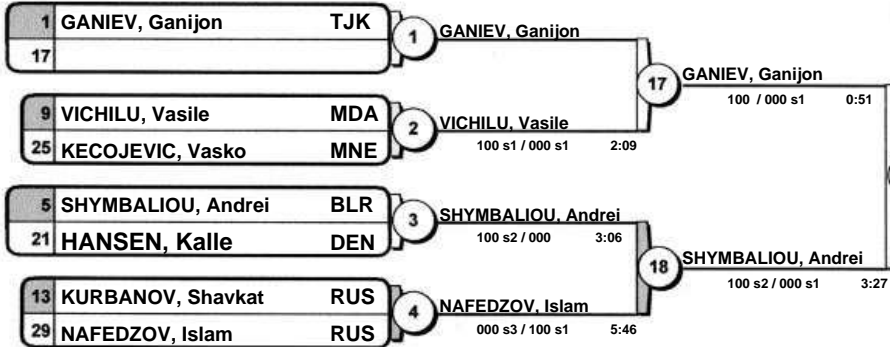 1 GANIEV, Ganijon TJK
17
1
GANIEV, Ganijon
9 VICHILU, Vasile MDA
25 KECOJEVIC, Vasko MNE
2
VICHILU, Vasile
100 s1 / 000 s1 2:09
17
GANIEV, Ganijon
100 / 000 s1 0:51
5 SHYMBALIOU, Andrei BLR
21 HANSEN, Kalle DEN
3
SHYMBALIOU, Andrei
100 s2 / 000 3:06
13 KURBANOV, Shavkat RUS
29 NAFEDZOV, Islam RUS
4
NAFEDZOV, Islam
000 s3 / 100 s1 5:46
18
SHYMBALIOU, Andrei
100 s2 / 000 s1 3:27